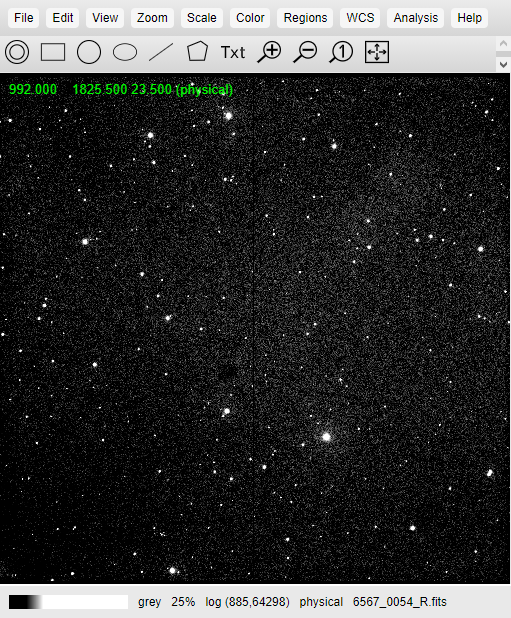 File Edit View Zoom Scale Color Regions WCS Analysis Help
Txt 1
992.000 1825.500 23.500 (physical)
grey 25% log (885,64298) physical 6567_0054_R.fits